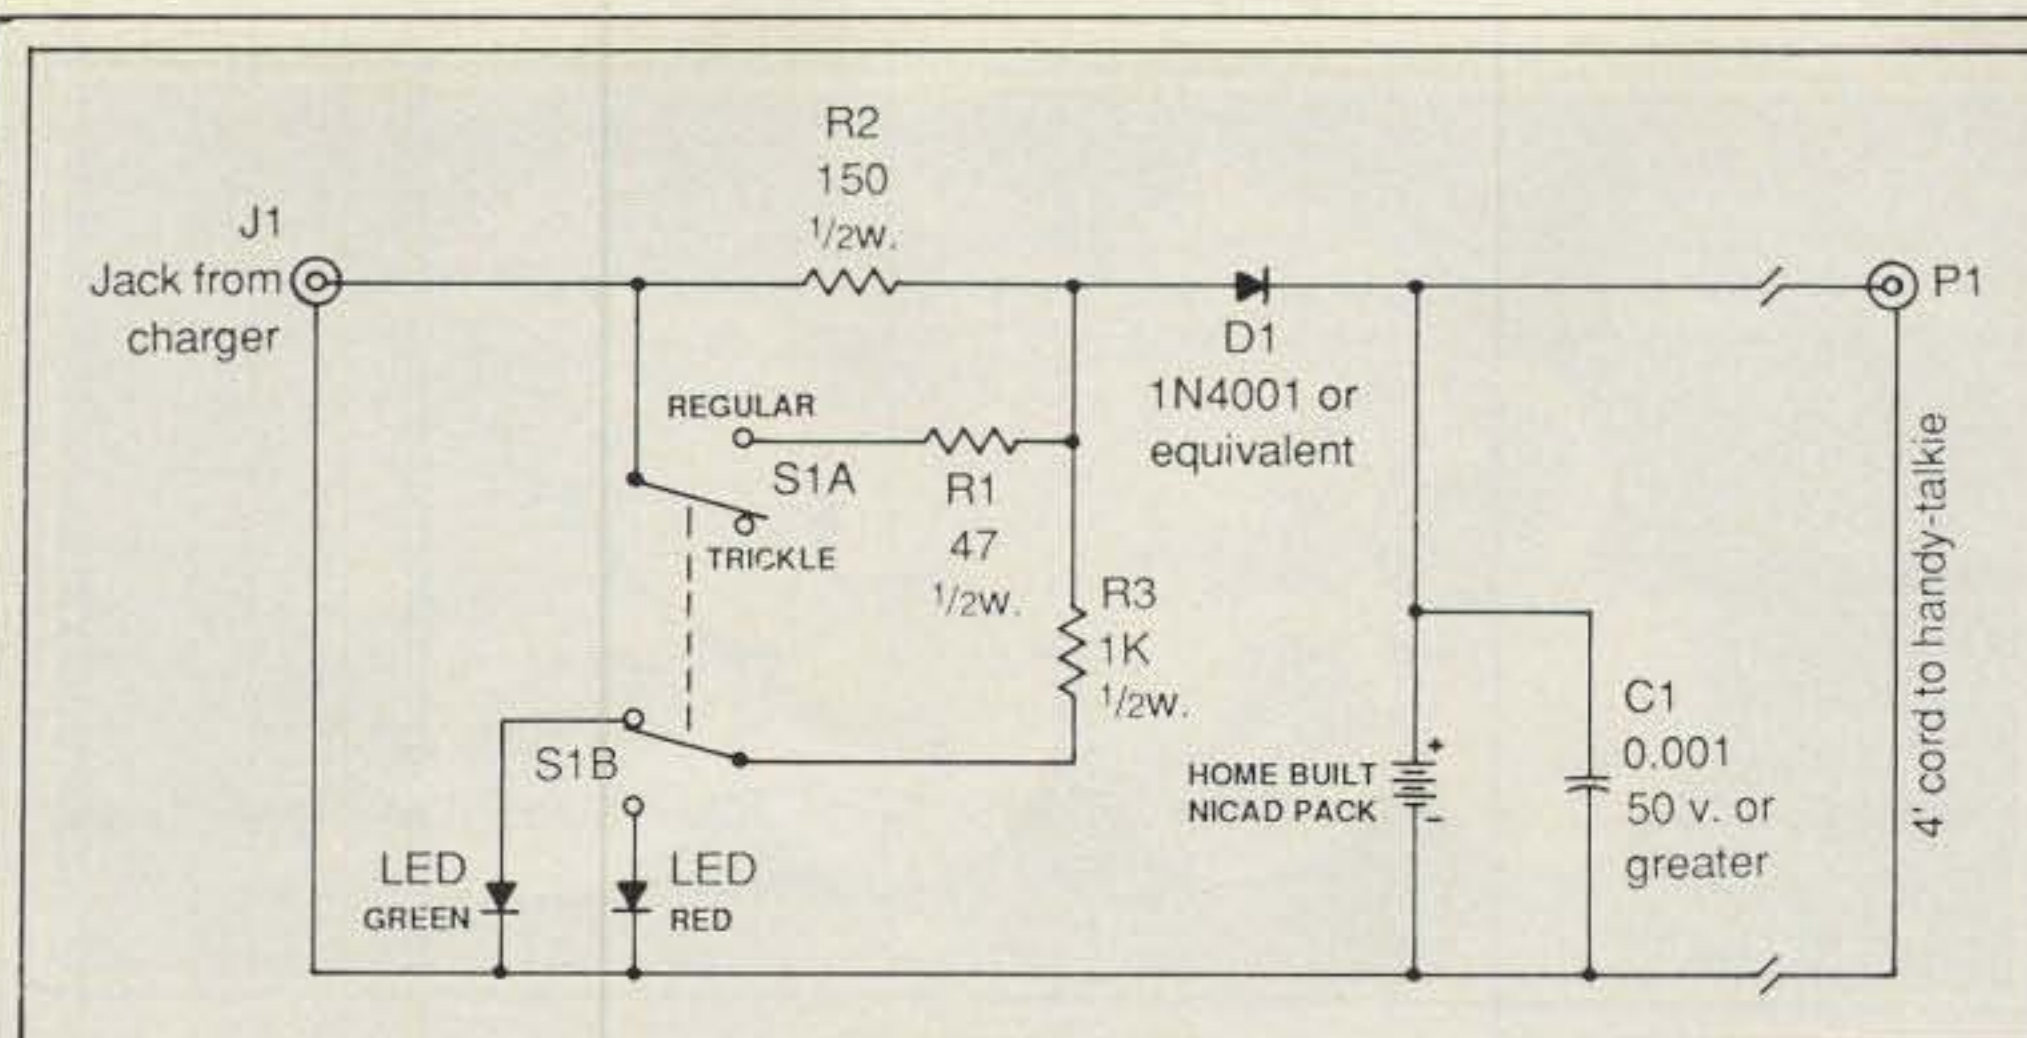 R2
150
1/2W.
J1
Jack from
charger
P1
D1
1N4001 or
equivalent
REGULAR
S1A
TRICKLE
R1
47
1/2W.
R3
1K
1/2W.
4' cord to handy-talkie
S1B
C1
0.001
50 v. or
greater
+
HOME BUILT
NICAD PACK
-
LED
GREEN
LED
RED